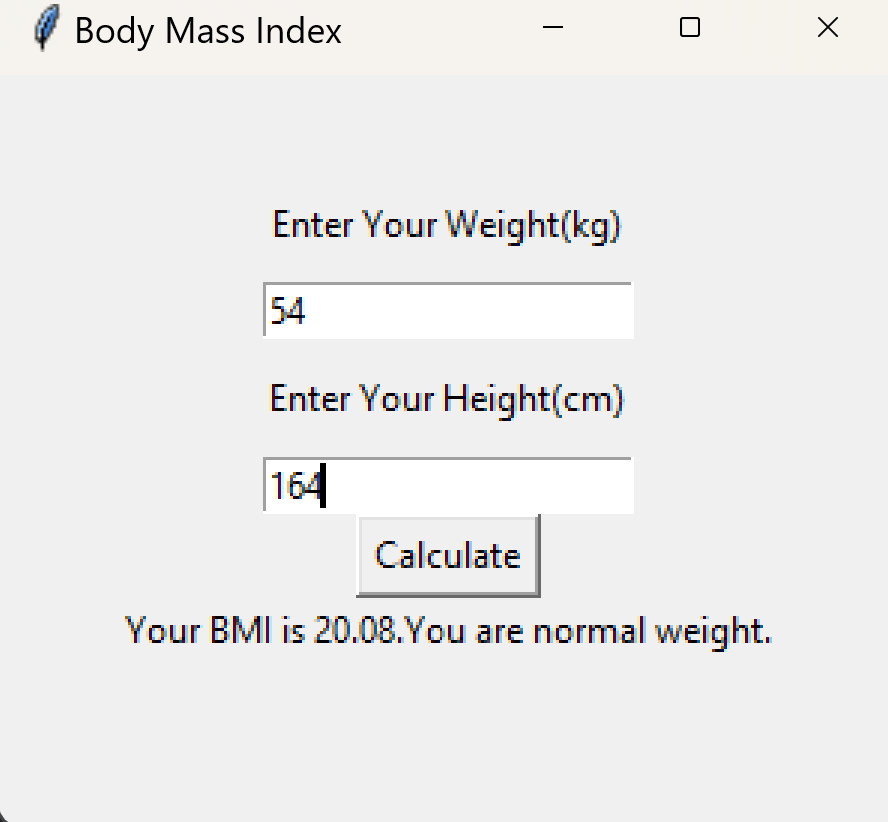 Body Mass Index
Enter Your Weight(kg)
54
Enter Your Height(cm)
164
Calculate
Your BMI is 20.08.You are normal weight.